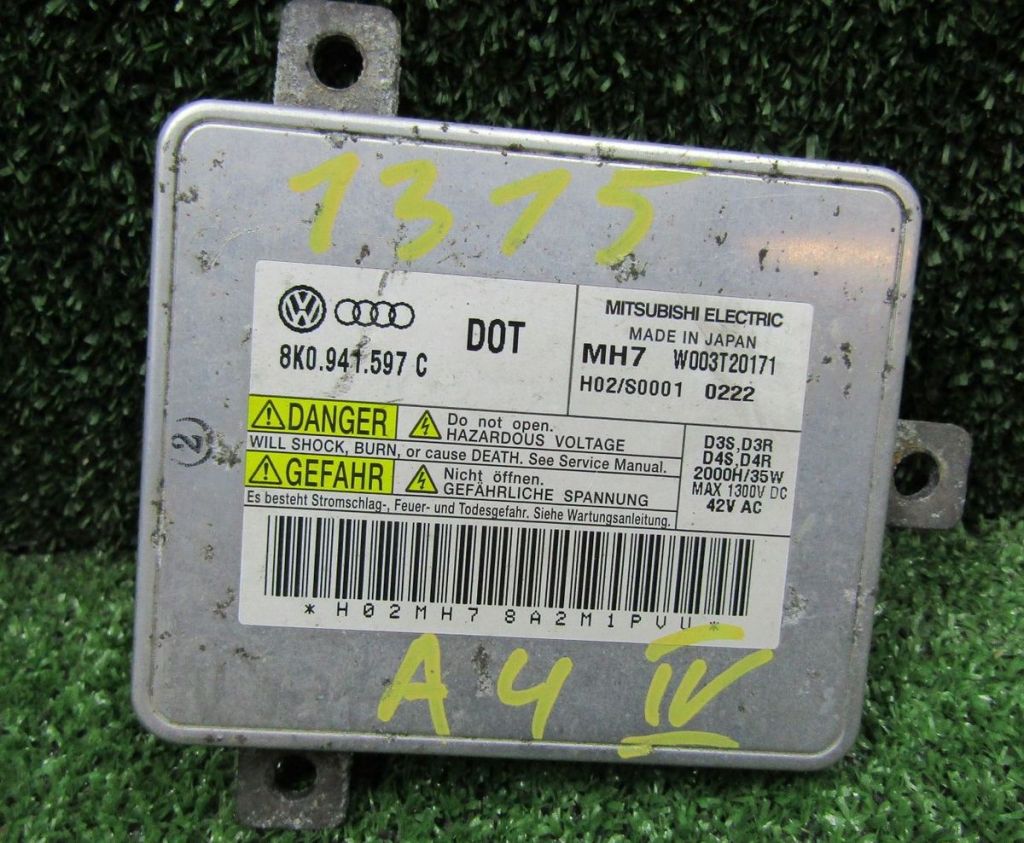 1315
8K0.941.597 C
DOT
MITSUBISHI ELECTRIC
MADE IN JAPAN
MH7 W003T20171
H02/S0001 0222
DANGER
Do not open.
HAZARDOUS VOLTAGE
WILL SHOCK, BURN, or cause DEATH. See Service Manual.
GEFAHR
Nicht öffnen.
GEFÄHRLICHE SPANNUNG
Es besteht Stromschlag-, Feuer- und Todesgefahr. Siehe Wartungsanleitung.
D3S,D3R
D4S,D4R
2000H/35W
MAX 1300V DC
42V AC
(2)
*H02MH78A2M1PVU*
A4 IV